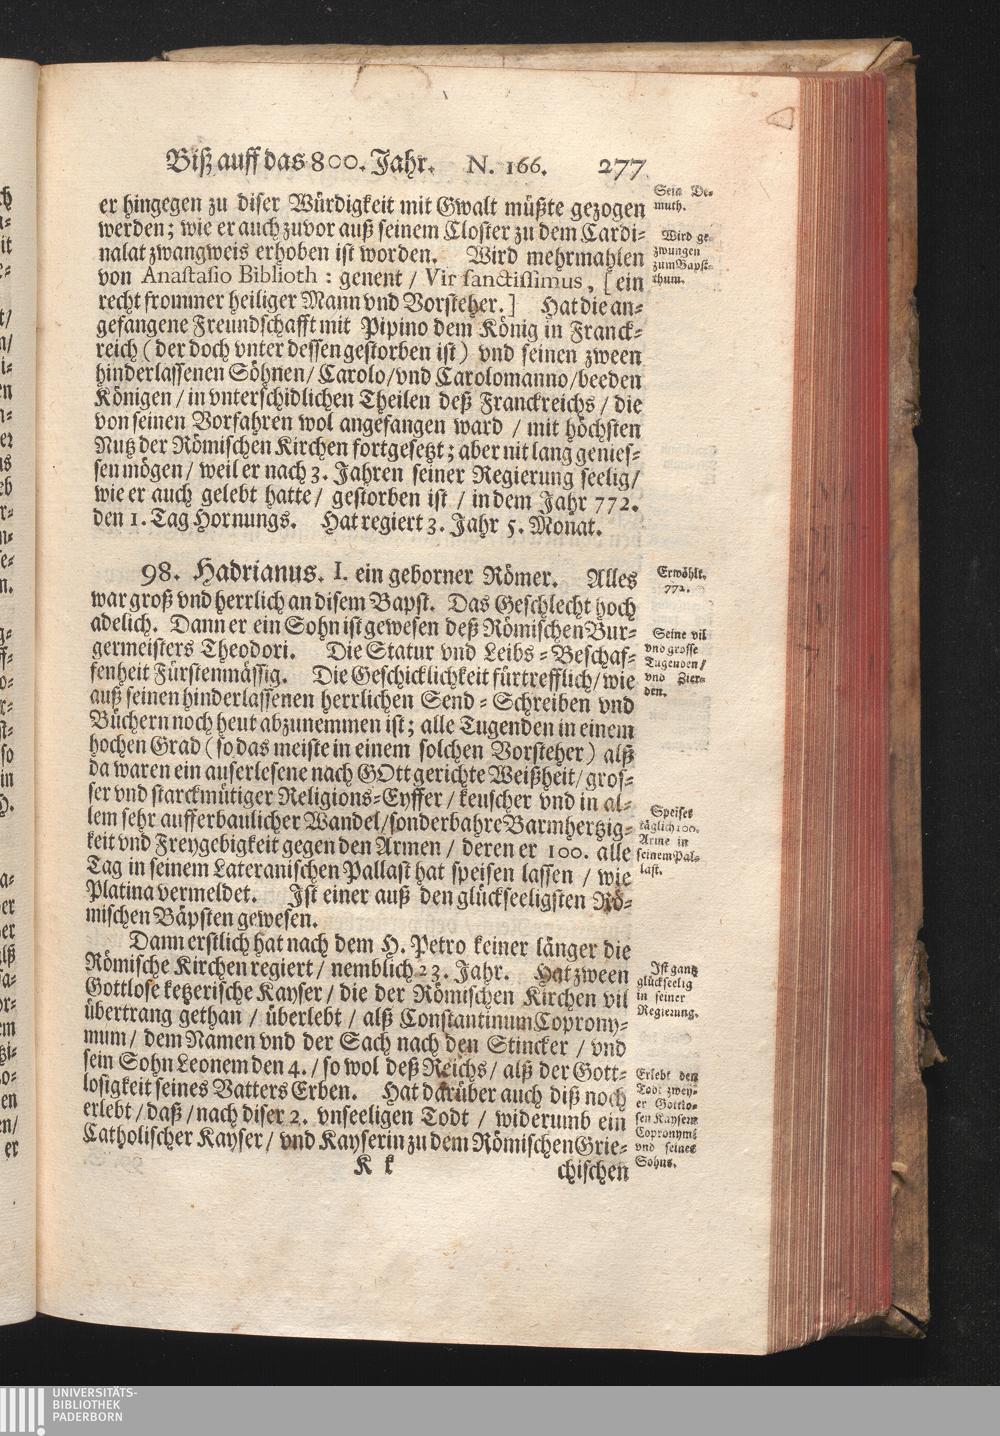 Biß auff das 800. Jahr. N. 166. 277
er hingegen zu diser Würdigkeit mit Gwalt müßte gezogen
werden; wie er auch zuvor auß seinem Closter zu dem Cardi-
nalat zwangweis erhoben ist worden. Wird mehrmahlen
von Anastasio Biblioth: genent / Vir sanctissimus, [ein
recht frommer heiliger Mann vnd Vorsteher.] Hat die an-
gefangene Freundschafft mit Pipino dem König in Franck-
reich (der doch vnter dessen gestorben ist) vnd seinen zween
hinderlassenen Söhnen / Carolo / vnd Carolomanno / beeden
Königen / in vnterschidlichen Theilen deß Franckreichs / die
von seinen Vorfahren wol angefangen ward / mit höchsten
Nutz der Römischen Kirchen fortgesetzt; aber nit lang genies-
sen mögen / weil er nach 3. Jahren seiner Regierung seelig /
wie er auch gelebt hatte / gestorben ist / in dem Jahr 772.
den 1. Tag Hornungs. Hat regiert 3. Jahr 5. Monat.
Sein De-
muth.
Wird ge-
zwungen
zum Bapst-
thum.
98. Hadrianus. I. ein geborner Römer. Alles
war groß vnd herrlich an disem Bapst. Das Geschlecht hoch
adelich. Dann er ein Sohn ist gewesen deß Römischen Bur-
germeisters Theodori. Die Statur vnd Leibs-Beschaf-
fenheit Fürstenmässig. Die Geschicklichkeit fürtrefflich / wie
auß seinen hinderlassenen herrlichen Send-Schreiben vnd
Büchern noch heut abzunemmen ist; alle Tugenden in einem
hochen Grad (so das meiste in einem solchen Vorsteher) alß
da waren ein auserlesene nach GOtt gerichte Weißheit / gros-
ser vnd starckmütiger Religions-Eyffer / keuscher vnd in al-
lem sehr aufferbaulicher Wandel / sonderbahre Barmhertzig-
keit vnd Freygebigkeit gegen den Armen / deren er 100. alle
Tag in seinem Lateranischen Pallast hat speisen lassen / wie
Platina vermeldet. Ist einer auß den glückseeligsten Rö-
mischen Bäpsten gewesen.
Erwöhlt.
772.
Seine vil
vnd grosse
Tugenden /
vnd Zier-
den.
Speiset
täglich 100.
Arme in
seinem Pal-
last.
Dann erstlich hat nach dem H. Petro keiner länger die
Römische Kirchen regiert / nemblich 23. Jahr. Hat zween
Gottlose ketzerische Kayser / die der Römischen Kirchen vil
übertrang gethan / überlebt / alß Constantinum Coprony-
mum / dem Namen vnd der Sach nach den Stincker / vnd
sein Sohn Leonem den 4. / so wol deß Reichs / alß der Gott-
losigkeit seines Vatters Erben. Hat darüber auch diß noch
erlebt / daß / nach diser 2. vnseeligen Todt / widerumb ein
Catholischer Kayser / vnd Kayserin zu dem Römischen Grie-
Ist gantz
glückseelig
in seiner
Regierung.
Erlebt den
Todt zwey-
er Gottlo-
sen Kaysern
Copronymi
vnd seines
Sohns.
K k
chischen
UNIVERSITÄTS-
BIBLIOTHEK
PADERBORN